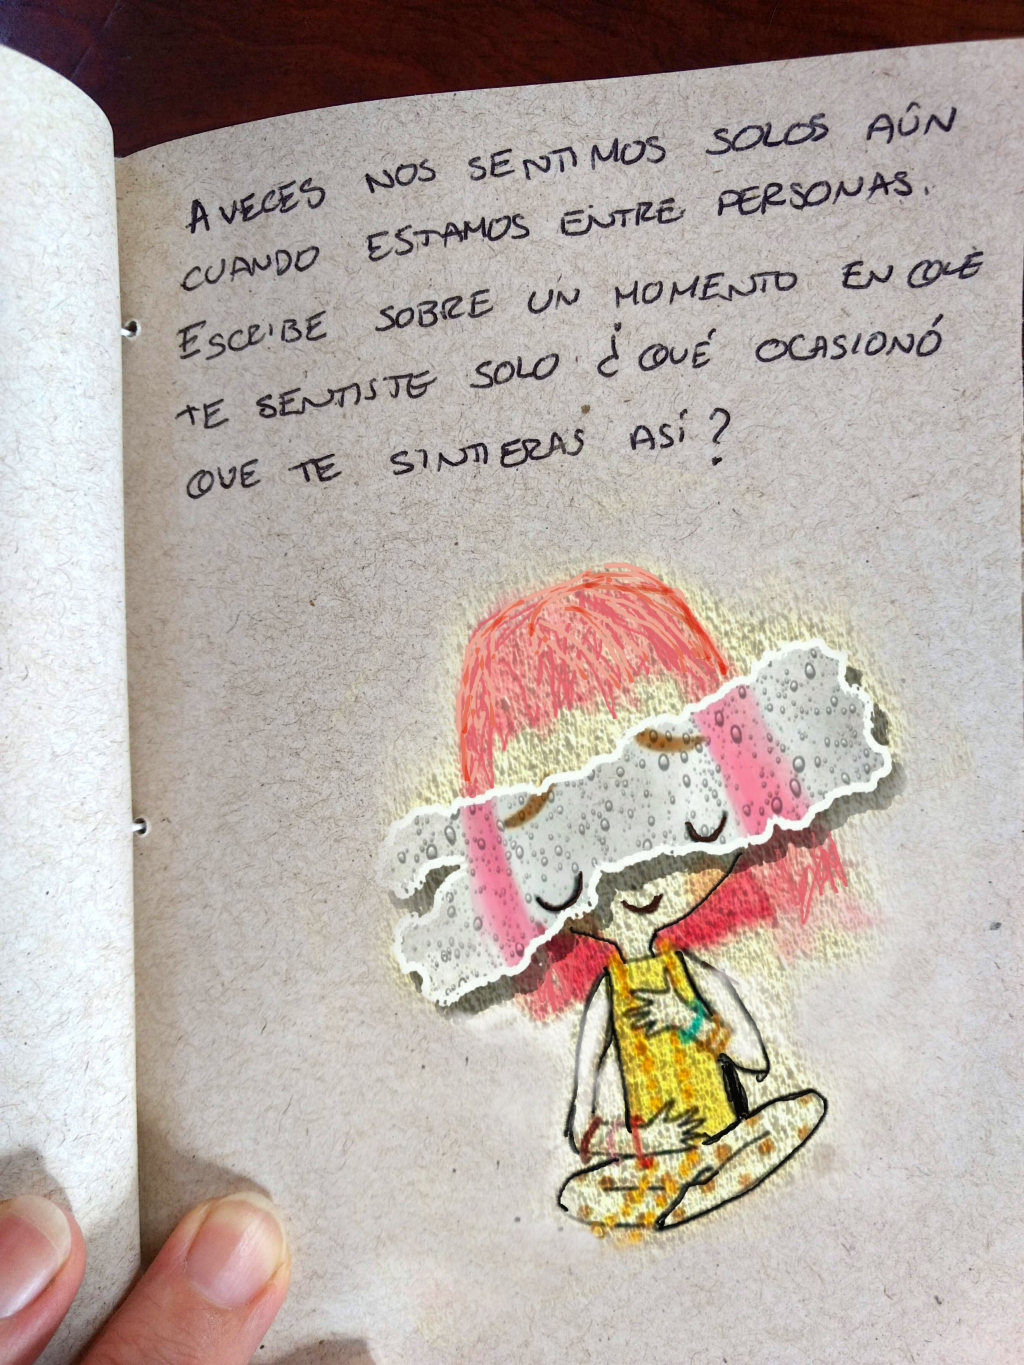 A VECES NOS SENTIMOS SOLOS AÚN
CUANDO ESTAMOS ENTRE PERSONAS.
ESCRIBE SOBRE UN MOMENTO EN QUE
TE SENTISTE SOLO ¿QUÉ OCASIONÓ
QUE TE SINTIERAS ASÍ?